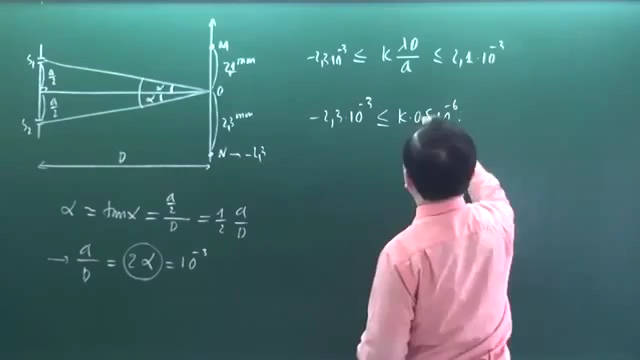 S₁
M
a/2
2,1 mm
α
α
O
a/2
2,3 mm
S₂
D
N → -2,3
α ≃ tanα = (a/2)/D = 1/2 a/D
→ a/D = 2α = 10⁻³
-2,3·10⁻³ ≤ k λD/a ≤ 2,1·10⁻³
-2,3·10⁻³ ≤ k·0,5·10⁻⁶·